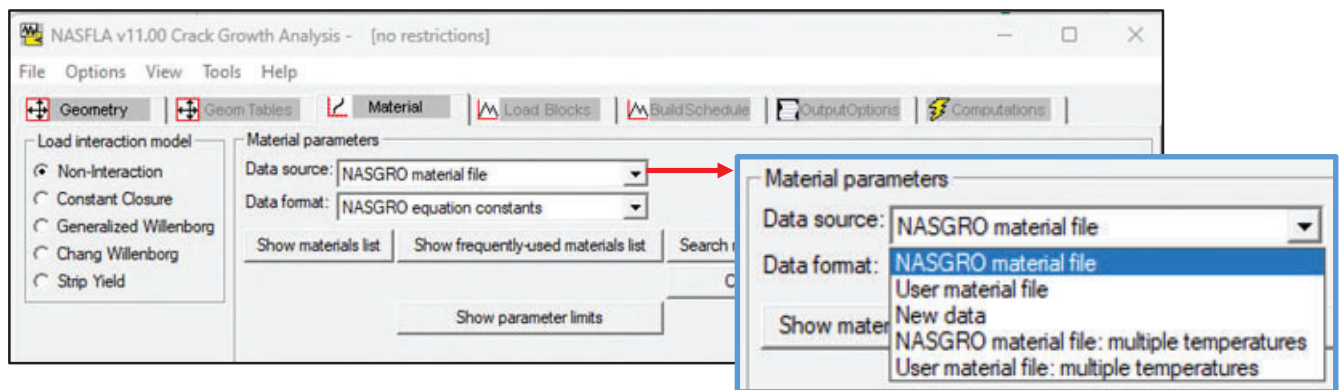 NASFLA v11.00 Crack Growth Analysis - [no restrictions]
File Options View Tools Help
Geometry Geom Tables Material Load Blocks BuildSchedule OutputOptions Computations
Load interaction model
Non-Interaction
Constant Closure
Generalized Willenborg
Chang Willenborg
Strip Yield
Material parameters
Data source: NASGRO material file
Data format: NASGRO equation constants
Show materials list Show frequently-used materials list Search
Show parameter limits
Material parameters
Data source: NASGRO material file
Data format: NASGRO material file
User material file
New data
Show mater NASGRO material file: multiple temperatures
User material file: multiple temperatures